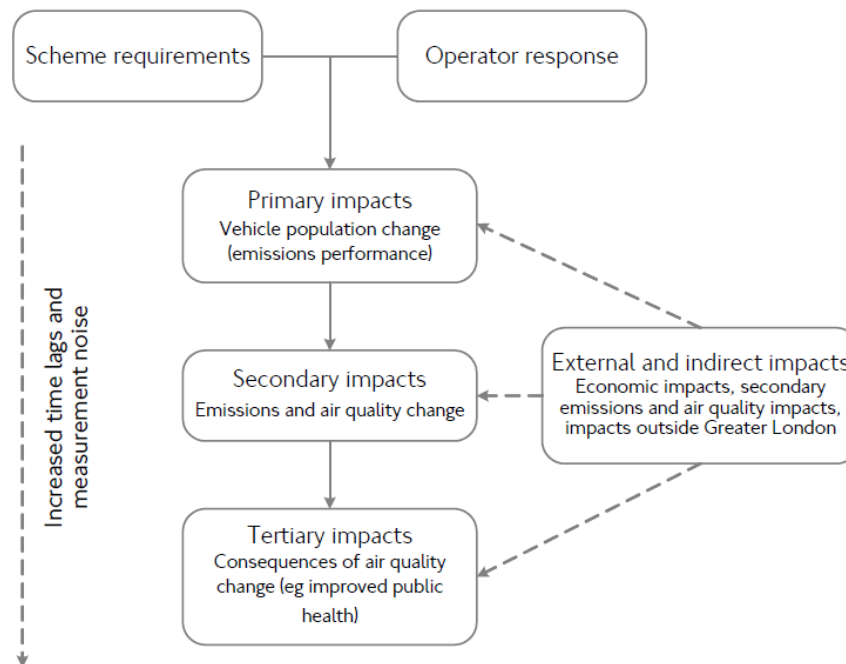 Scheme requirements
Operator response
Primary impacts
Vehicle population change
(emissions performance)
Increased time lags and
measurement noise
Secondary impacts
Emissions and air quality change
External and indirect impacts
Economic impacts, secondary
emissions and air quality impacts,
impacts outside Greater London
Tertiary impacts
Consequences of air quality
change (eg improved public
health)